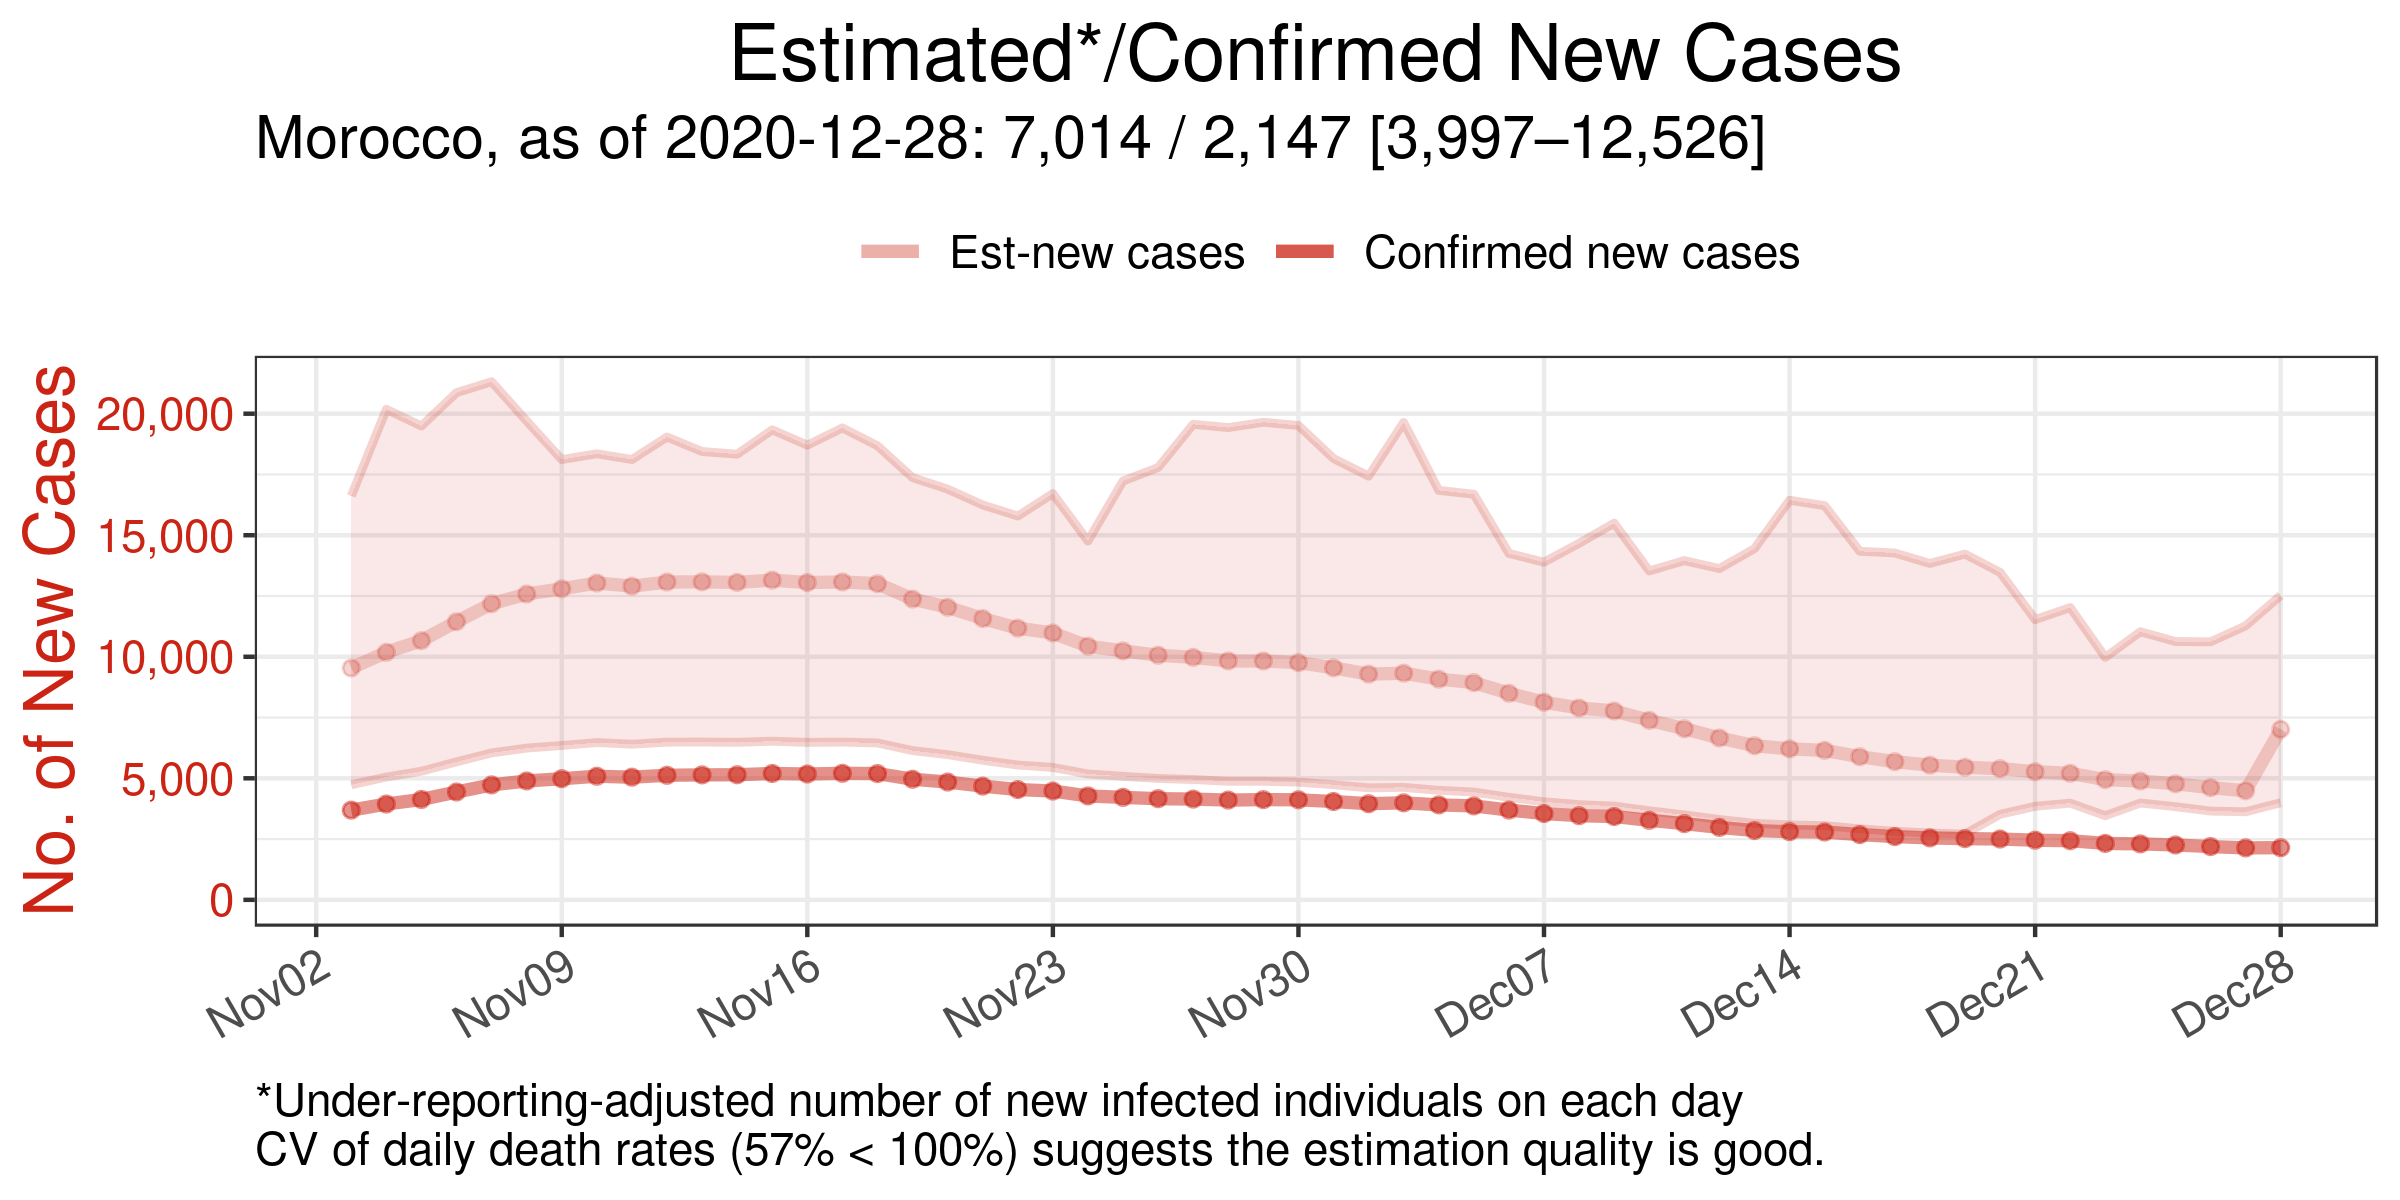 Estimated*/Confirmed New Cases
Morocco, as of 2020-12-28: 7,014 / 2,147 [3,997–12,526]
Est-new cases
Confirmed new cases
No. of New Cases
20,000
15,000
10,000
5,000
0
Nov02
Nov09
Nov16
Nov23
Nov30
Dec07
Dec14
Dec21
Dec28
*Under-reporting-adjusted number of new infected individuals on each day
CV of daily death rates (57% < 100%) suggests the estimation quality is good.